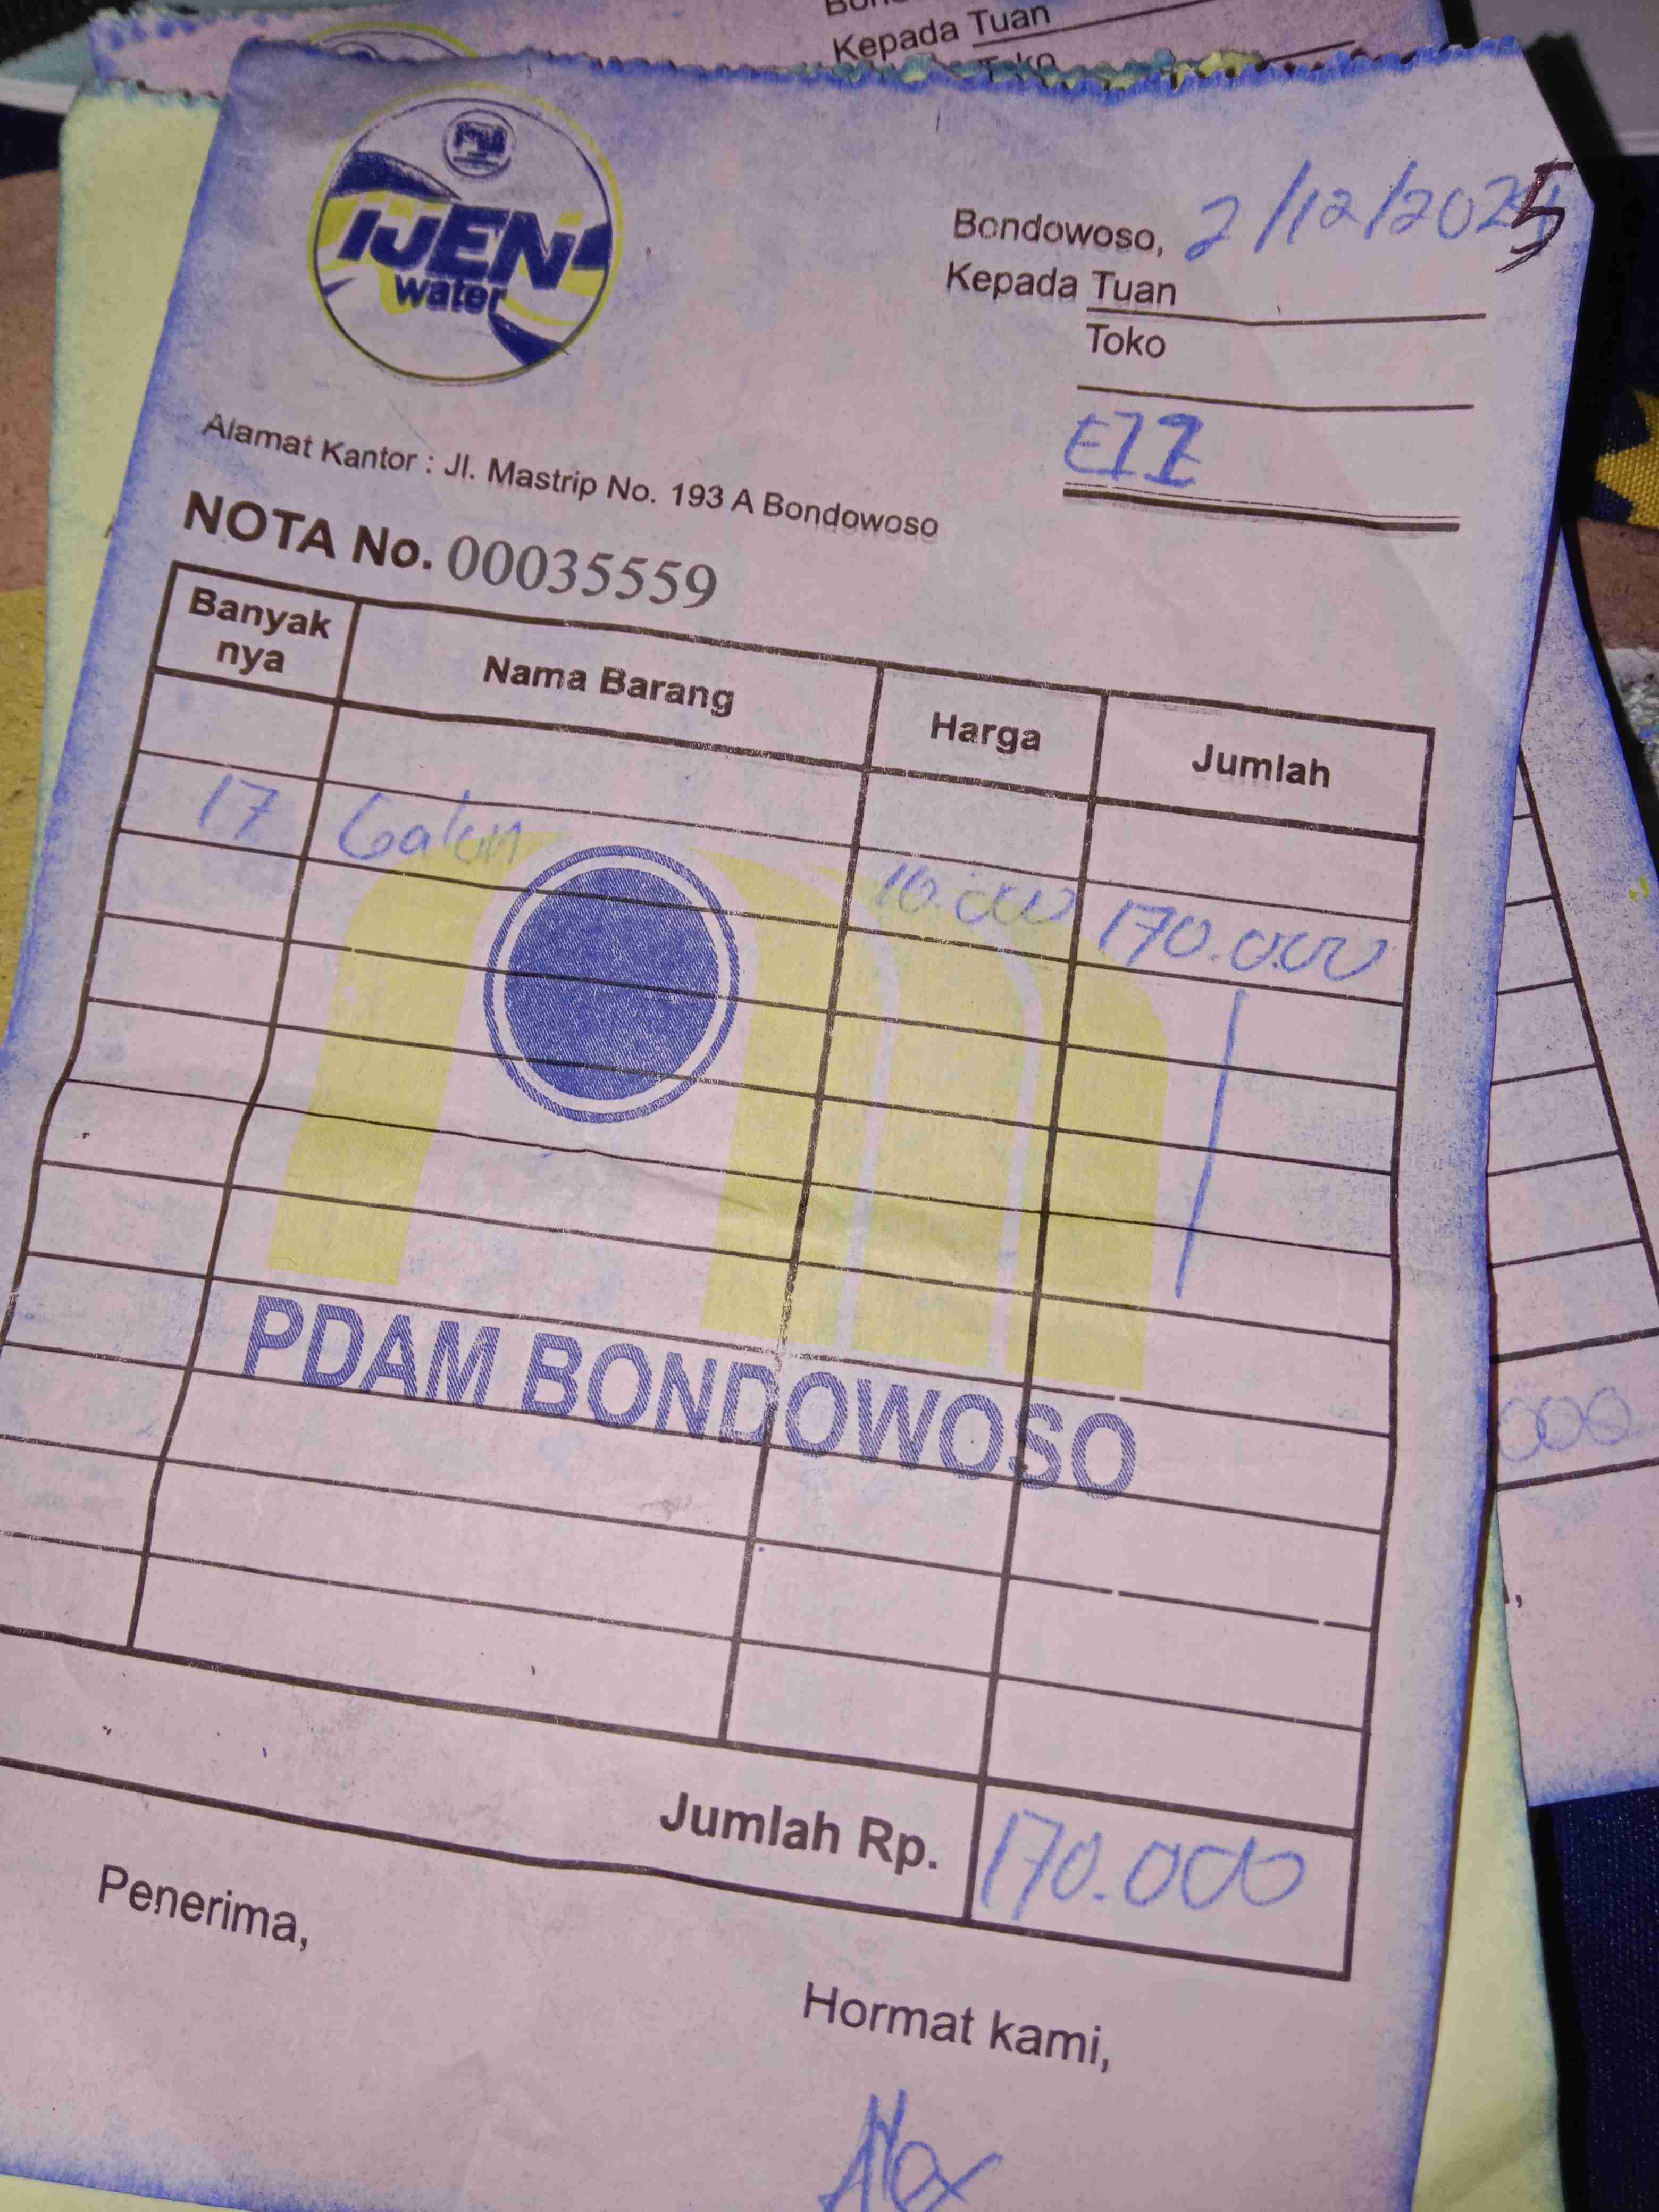 Kepada Tuan
Toko
IJEN
water
Bondowoso, 2/12/2025
Kepada Tuan
Toko
Alamat Kantor : Jl. Mastrip No. 193 A Bondowoso
NOTA No. 00035559
Banyak nya Nama Barang Harga Jumlah
17 Galon 10.000 170.000
PDAM BONDOWOSO
000
Jumlah Rp. 170.000
Penerima,
Hormat kami,
Alex